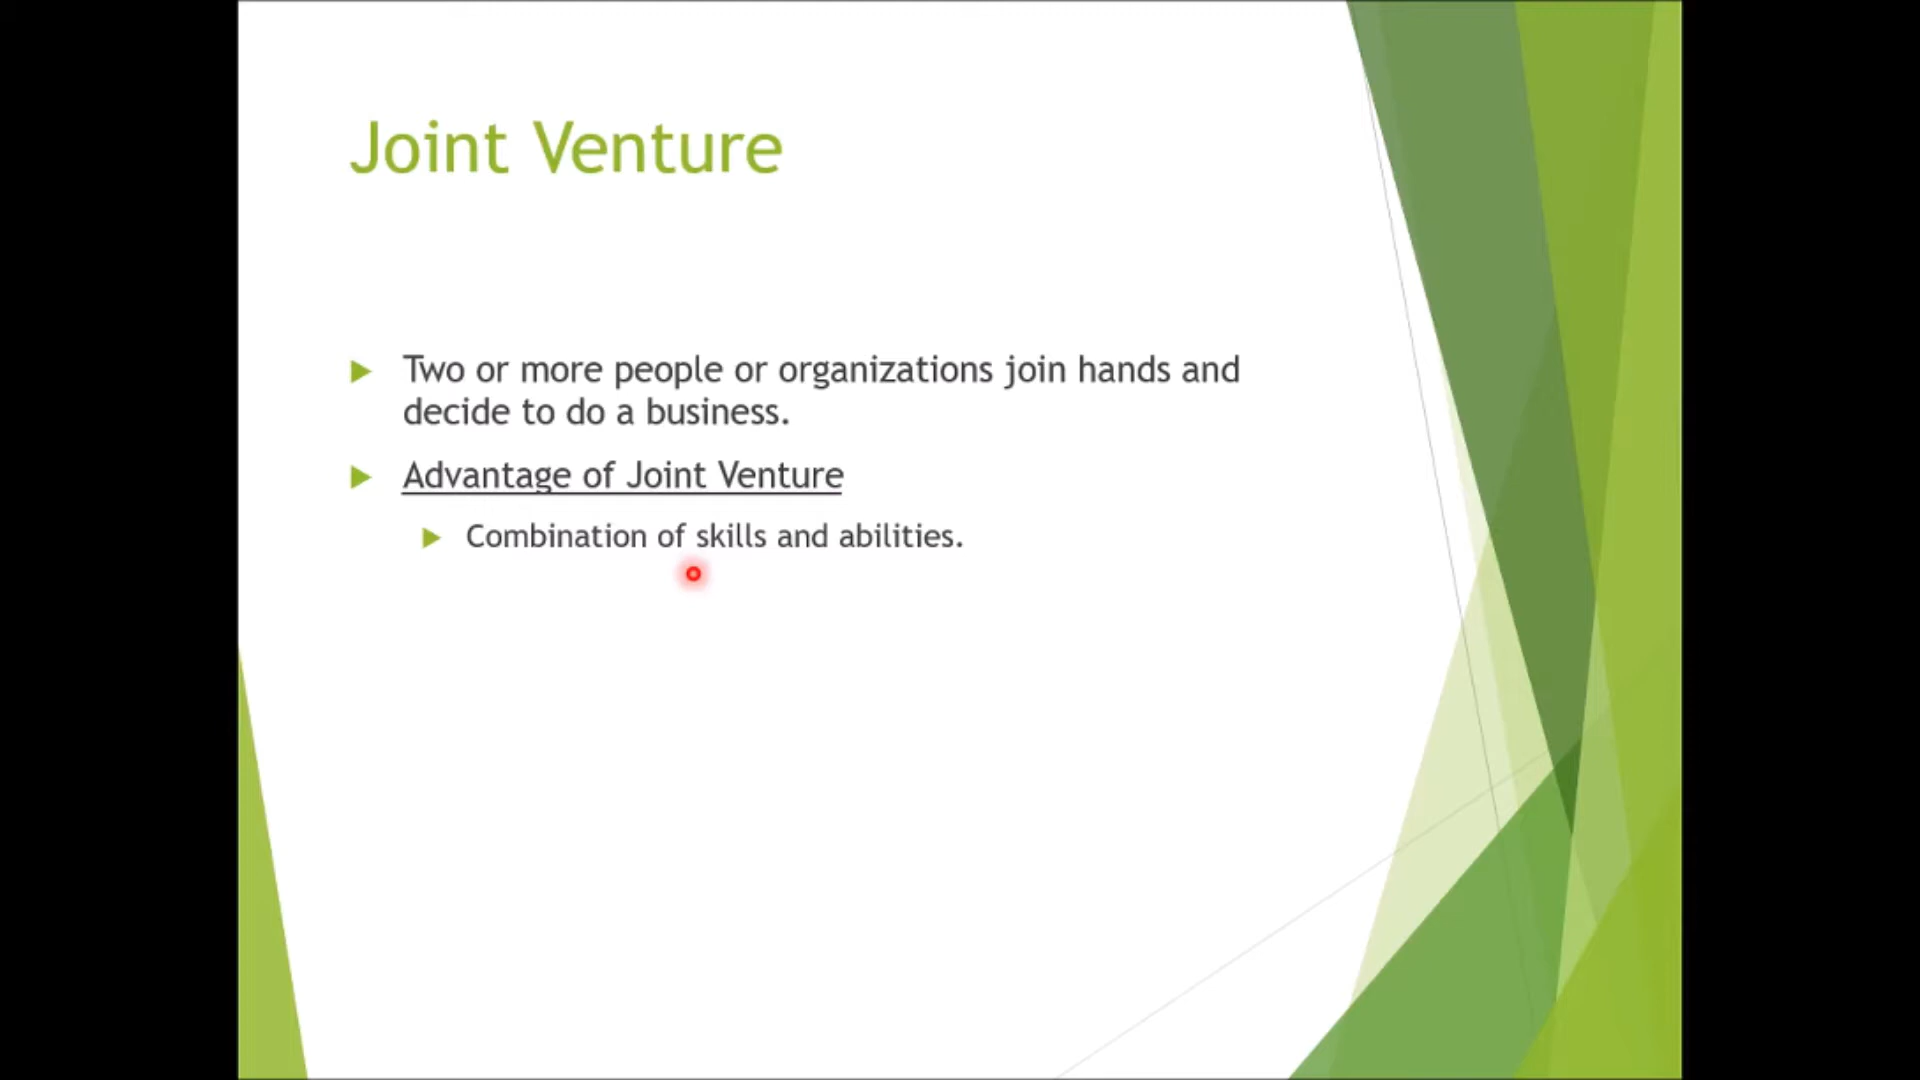 Joint Venture
Two or more people or organizations join hands and
decide to do a business.
Advantage of Joint Venture
Combination of skills and abilities.